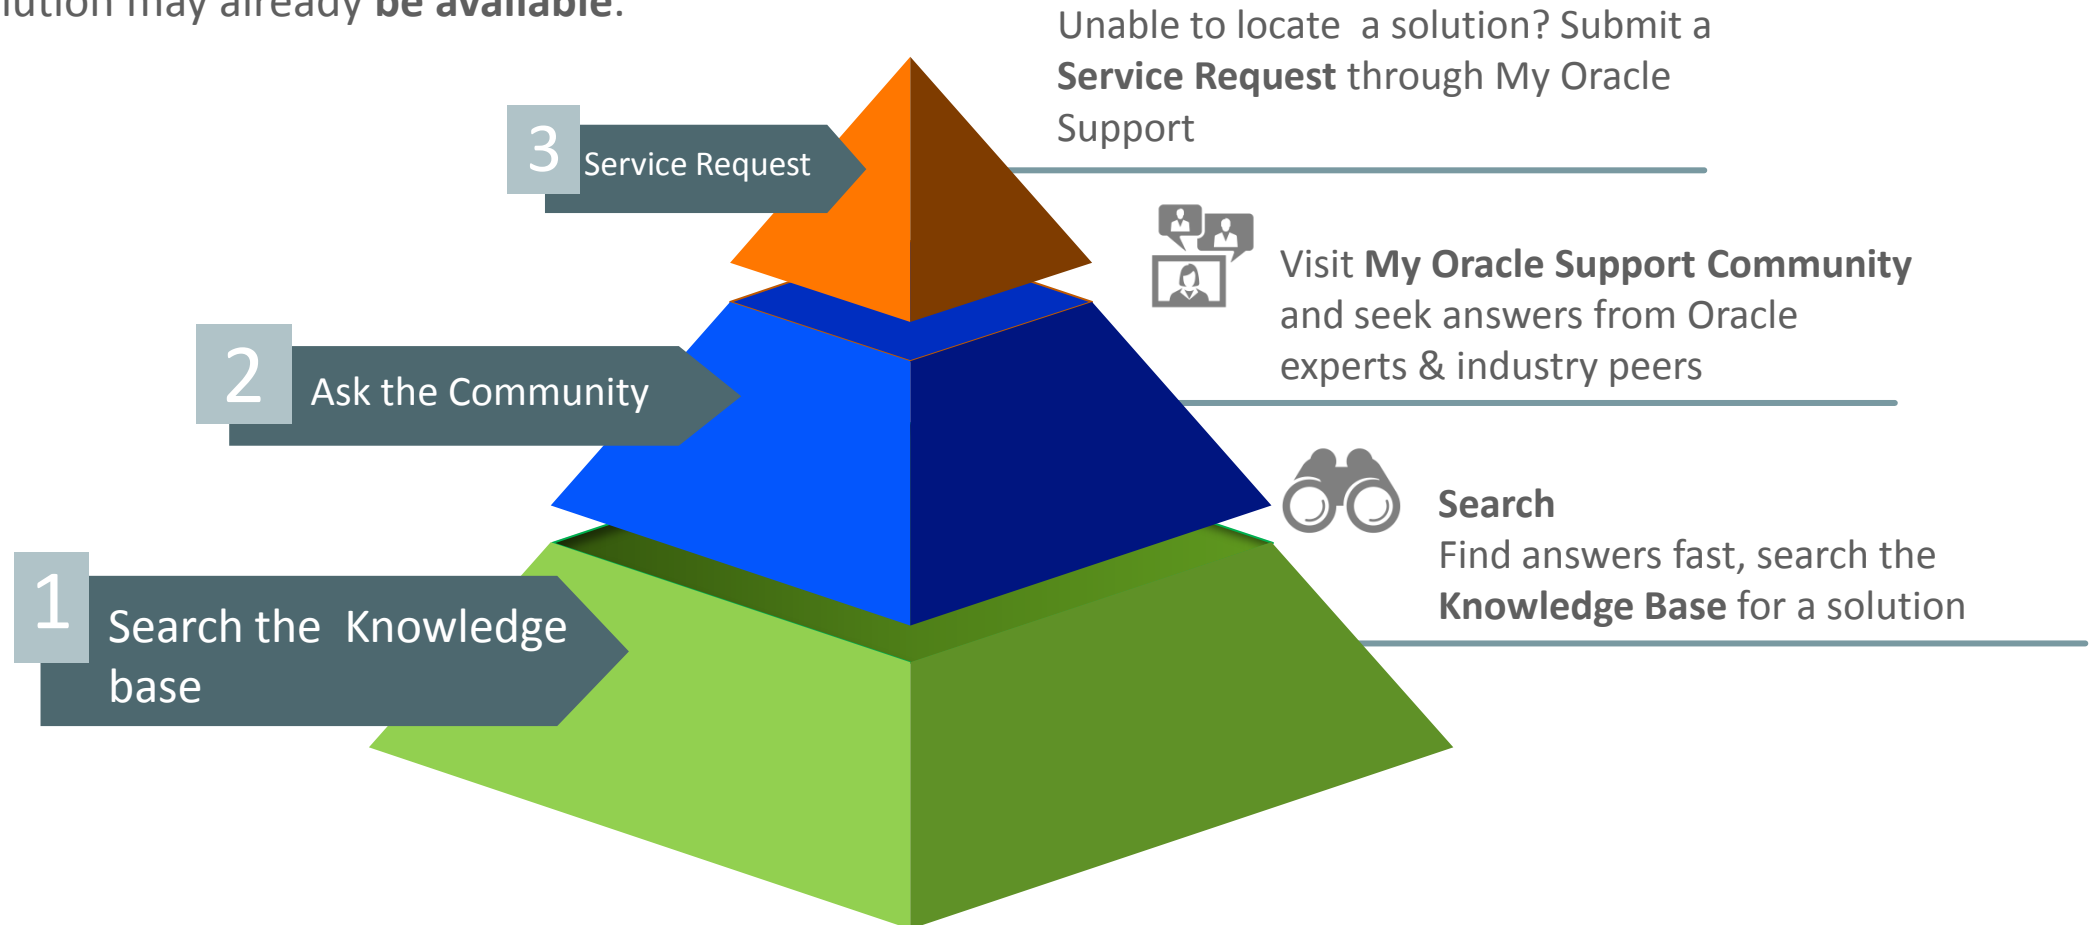 be available.
may already
Unable to locate a solution? Submit a
Service Request through My Oracle
Support
3
Service Request
Visit My Oracle Support Community
and seek answers from Oracle
experts & industry peers
2
Ask the Community
Search
Find answers fast, search the
Knowledge Base for a solution
1
Search the Knowledge
base